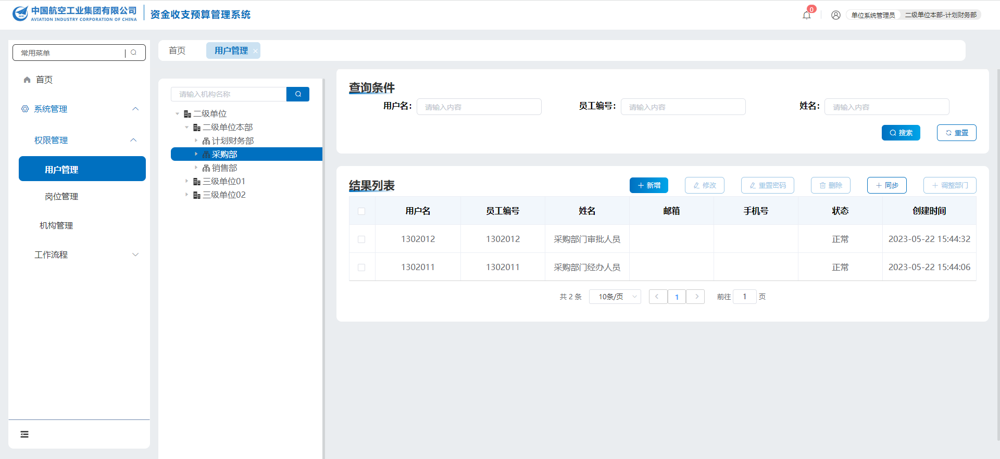 中国航空工业集团有限公司
AVIATION INDUSTRY CORPORATION OF CHINA
资金收支预算管理系统
0
单位系统管理员
二级单位本部-计划财务部
常用菜单
首页
系统管理
权限管理
用户管理
岗位管理
机构管理
工作流程
首页
用户管理
请输入机构名称
二级单位
二级单位本部
计划财务部
采购部
销售部
三级单位01
三级单位02
查询条件
用户名: 请输入内容 员工编号: 请输入内容 姓名: 请输入内容
搜索 重置
结果列表
新增 修改 重置密码 删除 同步 调整部门
用户名 员工编号 姓名 邮箱 手机号 状态 创建时间
1302012 1302012 采购部门审批人员 正常 2023-05-22 15:44:32
1302011 1302011 采购部门经办人员 正常 2023-05-22 15:44:06
共 2 条 10条/页 1 前往 1 页